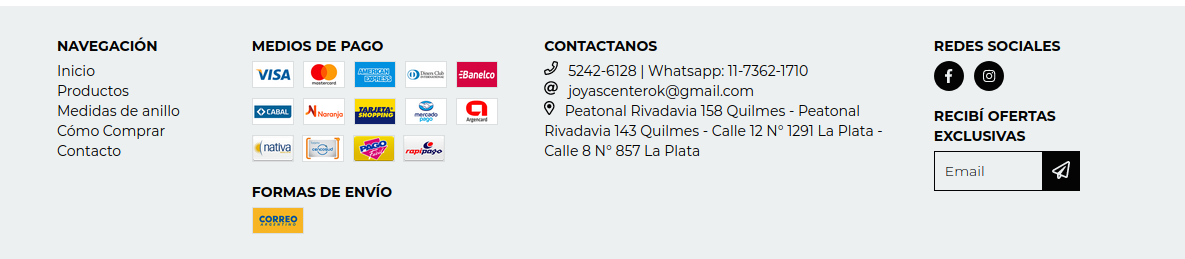 NAVEGACIÓN
Inicio
Productos
Medidas de anillo
Cómo Comprar
Contacto
MEDIOS DE PAGO
VISA
mastercard
AMERICAN EXPRESS
Diners Club INTERNATIONAL
Banelco
CABAL
Naranja
TARJETA SHOPPING
mercado pago
Argencard
nativa
cencosud
PAGO FACIL
rapipago
FORMAS DE ENVÍO
CORREO ARGENTINO
CONTACTANOS
5242-6128 | Whatsapp: 11-7362-1710
joyascenterok@gmail.com
Peatonal Rivadavia 158 Quilmes - Peatonal
Rivadavia 143 Quilmes - Calle 12 N° 1291 La Plata -
Calle 8 N° 857 La Plata
REDES SOCIALES
RECIBÍ OFERTAS
EXCLUSIVAS
Email